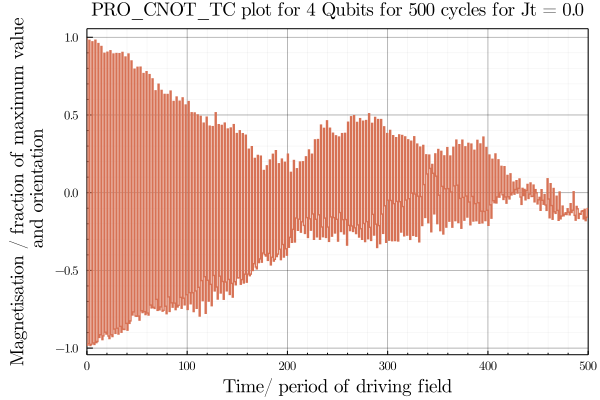 PRO_CNOT_TC plot for 4 Qubits for 500 cycles for Jt = 0.0
Magnetisation / fraction of maximum value
and orientation
1.0
0.5
0.0
−0.5
−1.0
0 100 200 300 400 500
Time/ period of driving field